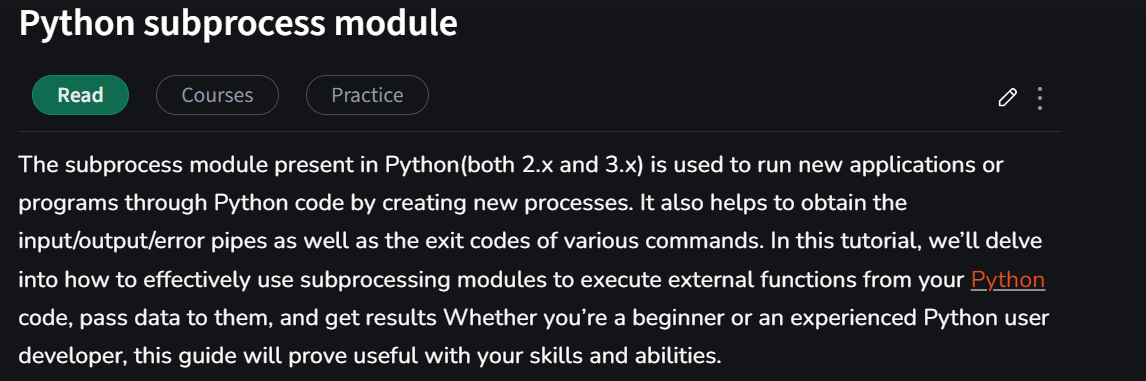 Python subprocess module
Read
Courses
Practice
The subprocess module present in Python(both 2.x and 3.x) is used to run new applications or
programs through Python code by creating new processes. It also helps to obtain the
input/output/error pipes as well as the exit codes of various commands. In this tutorial, we’ll delve
into how to effectively use subprocessing modules to execute external functions from your Python
code, pass data to them, and get results Whether you’re a beginner or an experienced Python user
developer, this guide will prove useful with your skills and abilities.